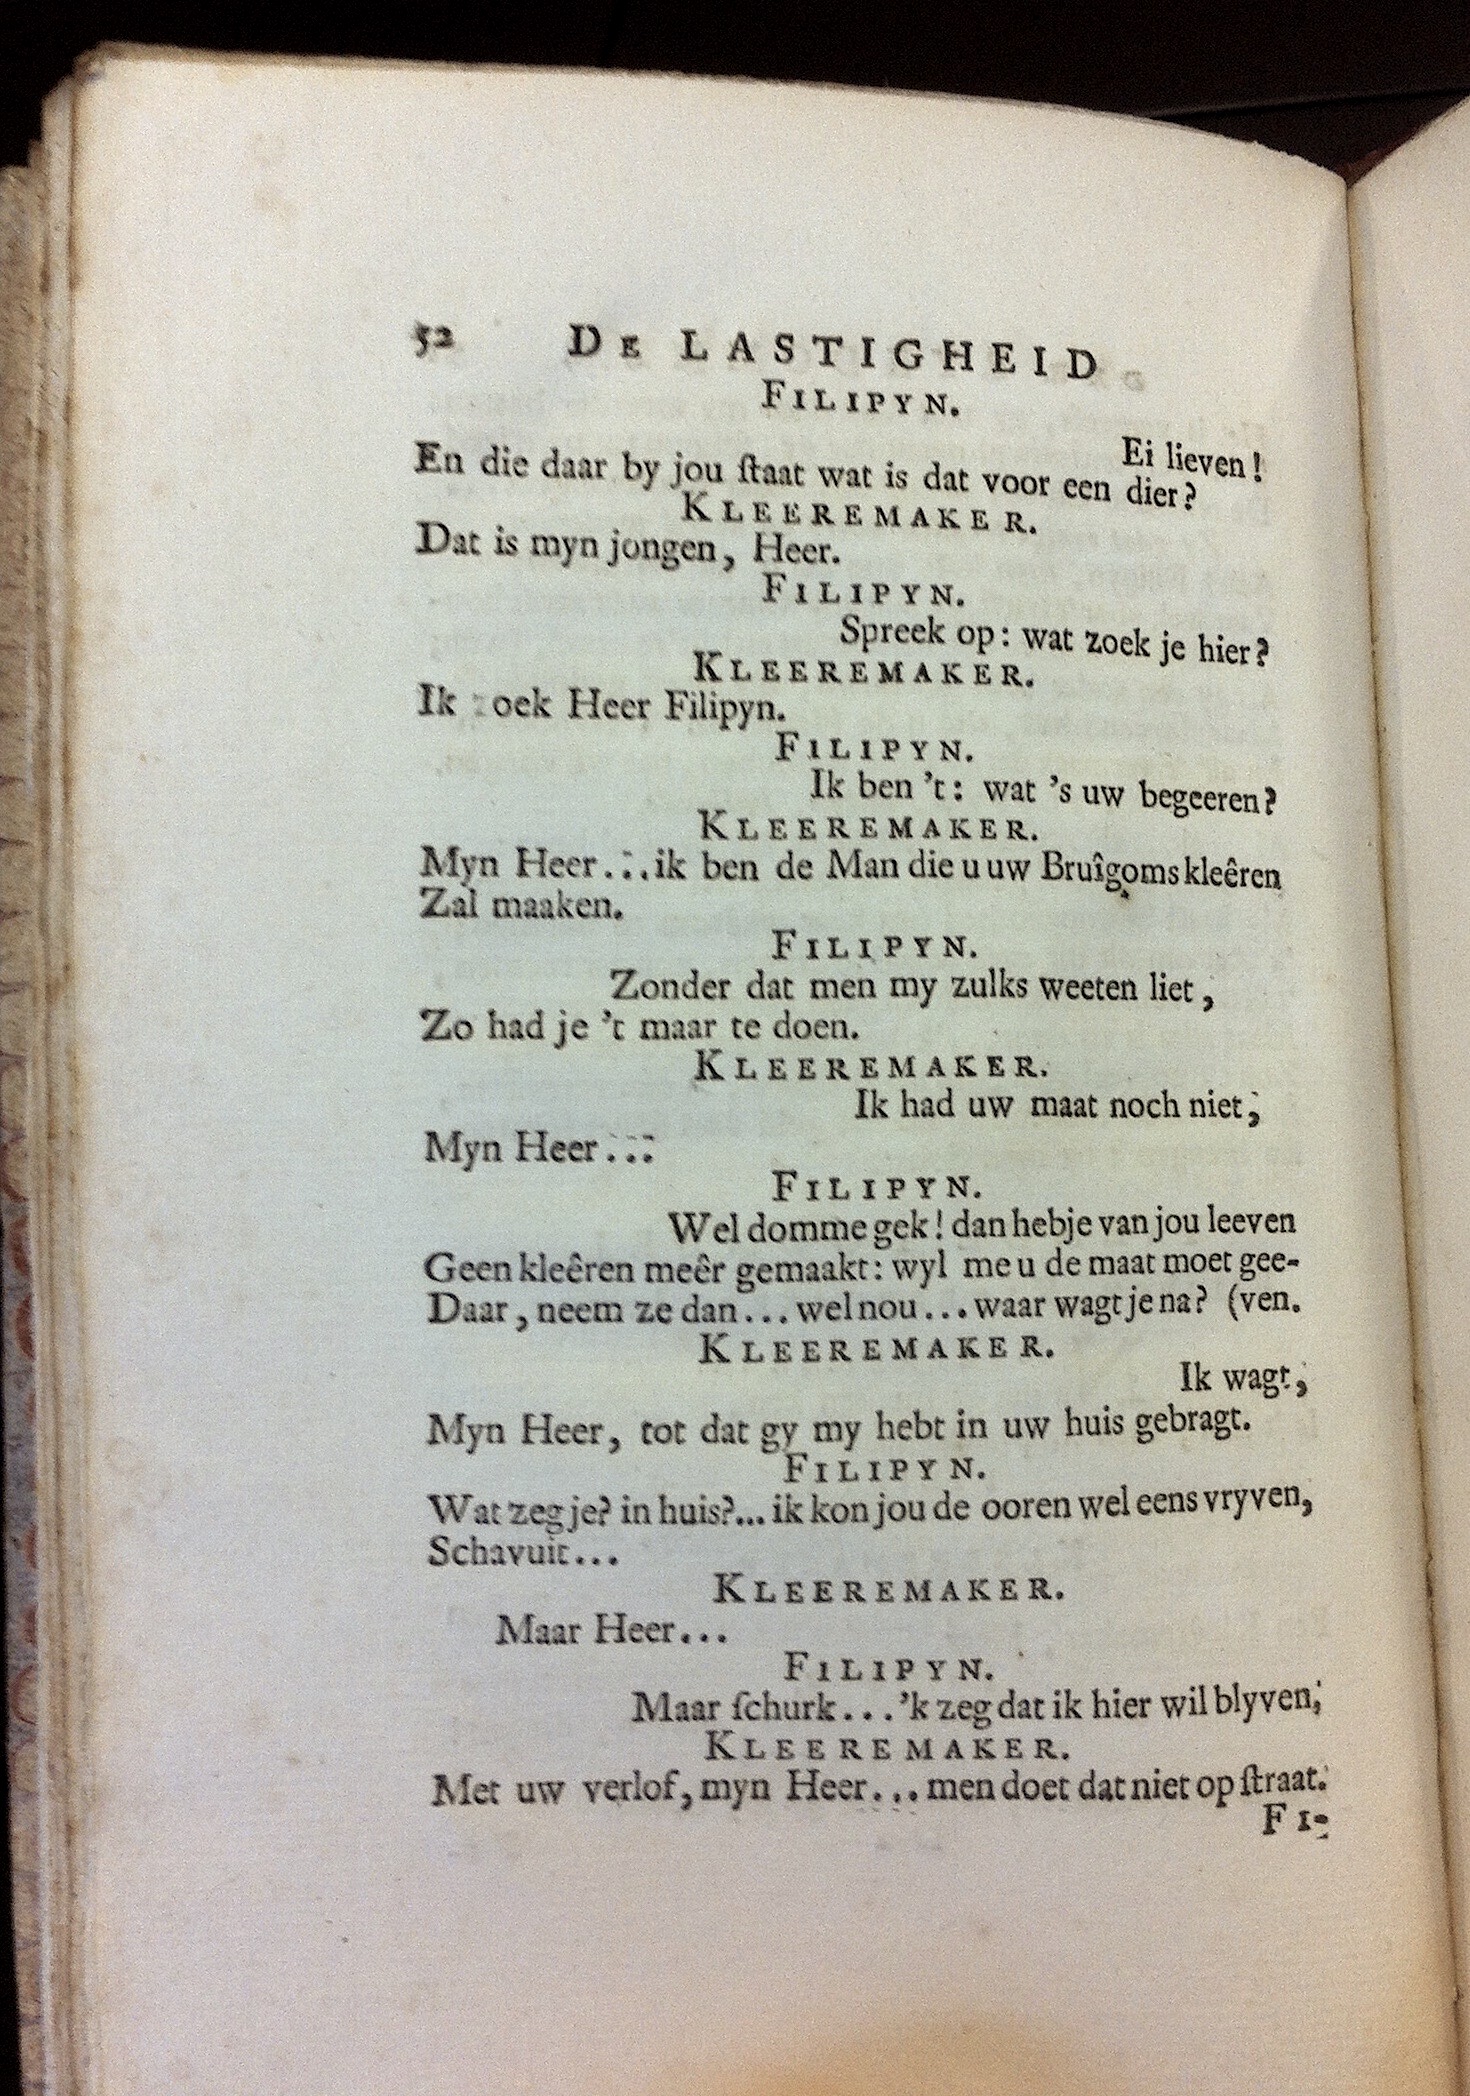 52 DE LASTIGHEID
FILIPYN.
Ei lieven!
En die daar by jou ſtaat wat is dat voor een dier?
KLEEREMAKER.
Dat is myn jongen, Heer.
FILIPYN.
Spreek op: wat zoek je hier?
KLEEREMAKER.
Ik zoek Heer Filipyn.
FILIPYN.
Ik ben 't: wat 's uw begeeren?
KLEEREMAKER.
Myn Heer... ik ben de Man die u uw Bruîgoms kleêren
Zal maaken.
FILIPYN.
Zonder dat men my zulks weeten liet,
Zo had je 't maar te doen.
KLEEREMAKER.
Ik had uw maat noch niet,
Myn Heer...
FILIPYN.
Wel domme gek! dan hebje van jou leeven
Geen kleêren meêr gemaakt: wyl me u de maat moet gee-
Daar, neem ze dan... wel nou... waar wagt je na? (ven.
KLEEREMAKER.
Ik wagt,
Myn Heer, tot dat gy my hebt in uw huis gebragt.
FILIPYN.
Wat zeg je? in huis?... ik kon jou de ooren wel eens vryven,
Schavuit...
KLEEREMAKER.
Maar Heer...
FILIPYN.
Maar ſchurk... 'k zeg dat ik hier wil blyven;
KLEEREMAKER.
Met uw verlof, myn Heer... men doet dat niet op ſtraat.
FI-